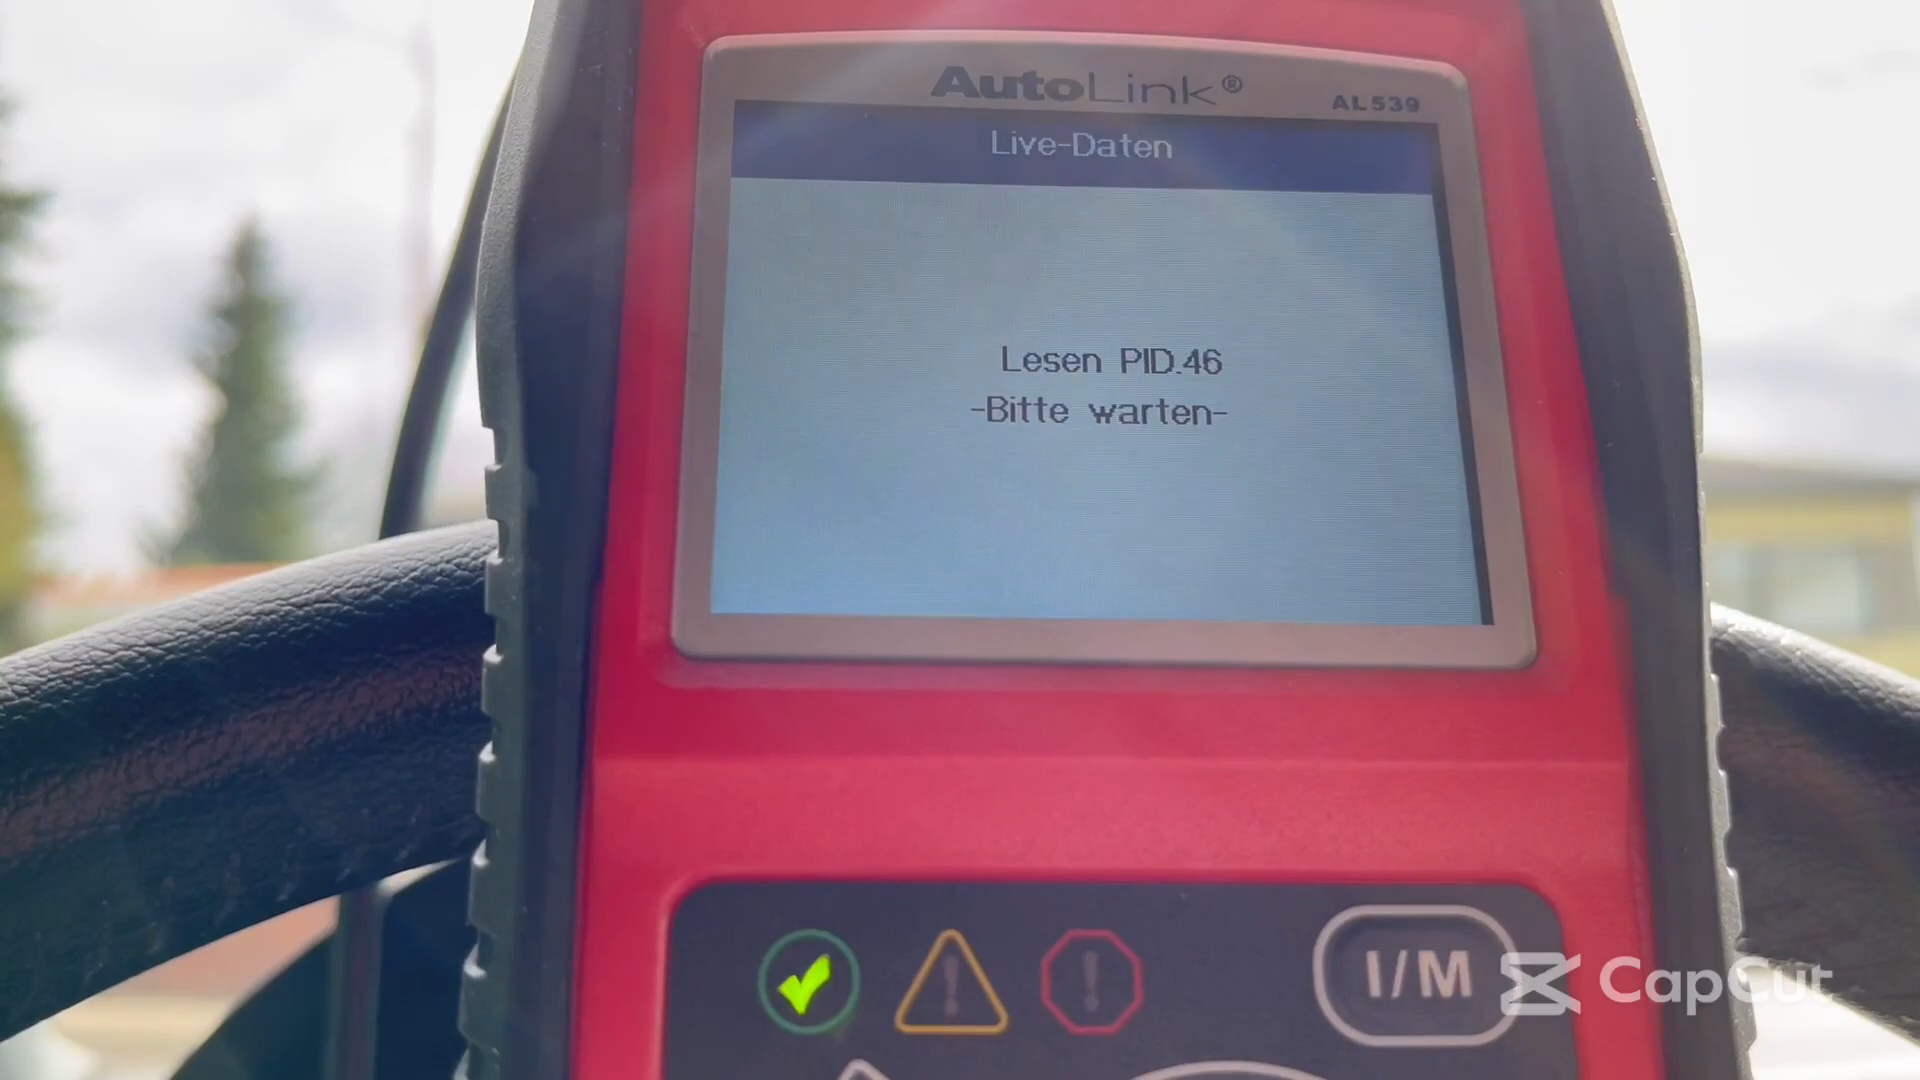 AutoLink®
AL539
Live-Daten
Lesen PID.46
-Bitte warten-
I/M
CapCut